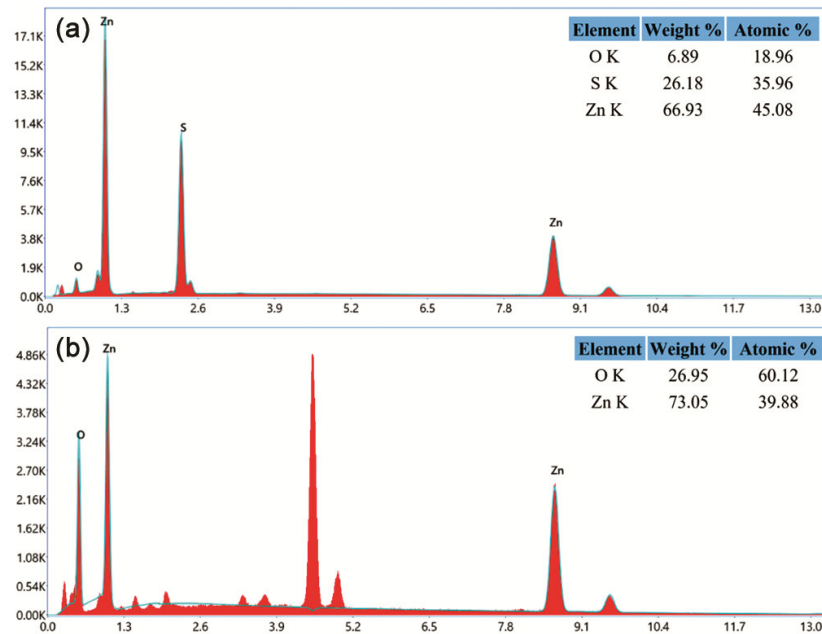 (a)
Zn
Element Weight % Atomic %
O K 6.89 18.96
S K 26.18 35.96
Zn K 66.93 45.08
17.1K
15.2K
13.3K
11.4K
9.5K
7.7K
5.7K
3.8K
1.9K
0.0K
S
O
Zn
0.0 1.3 2.6 3.9 5.2 6.5 7.8 9.1 10.4 11.7 13.0
(b)
Zn
Element Weight % Atomic %
O K 26.95 60.12
Zn K 73.05 39.88
4.86K
4.32K
3.78K
3.24K
2.70K
2.16K
1.62K
1.08K
0.54K
0.00K
O
Zn
0.0 1.3 2.6 3.9 5.2 6.5 7.8 9.1 10.4 11.7 13.0